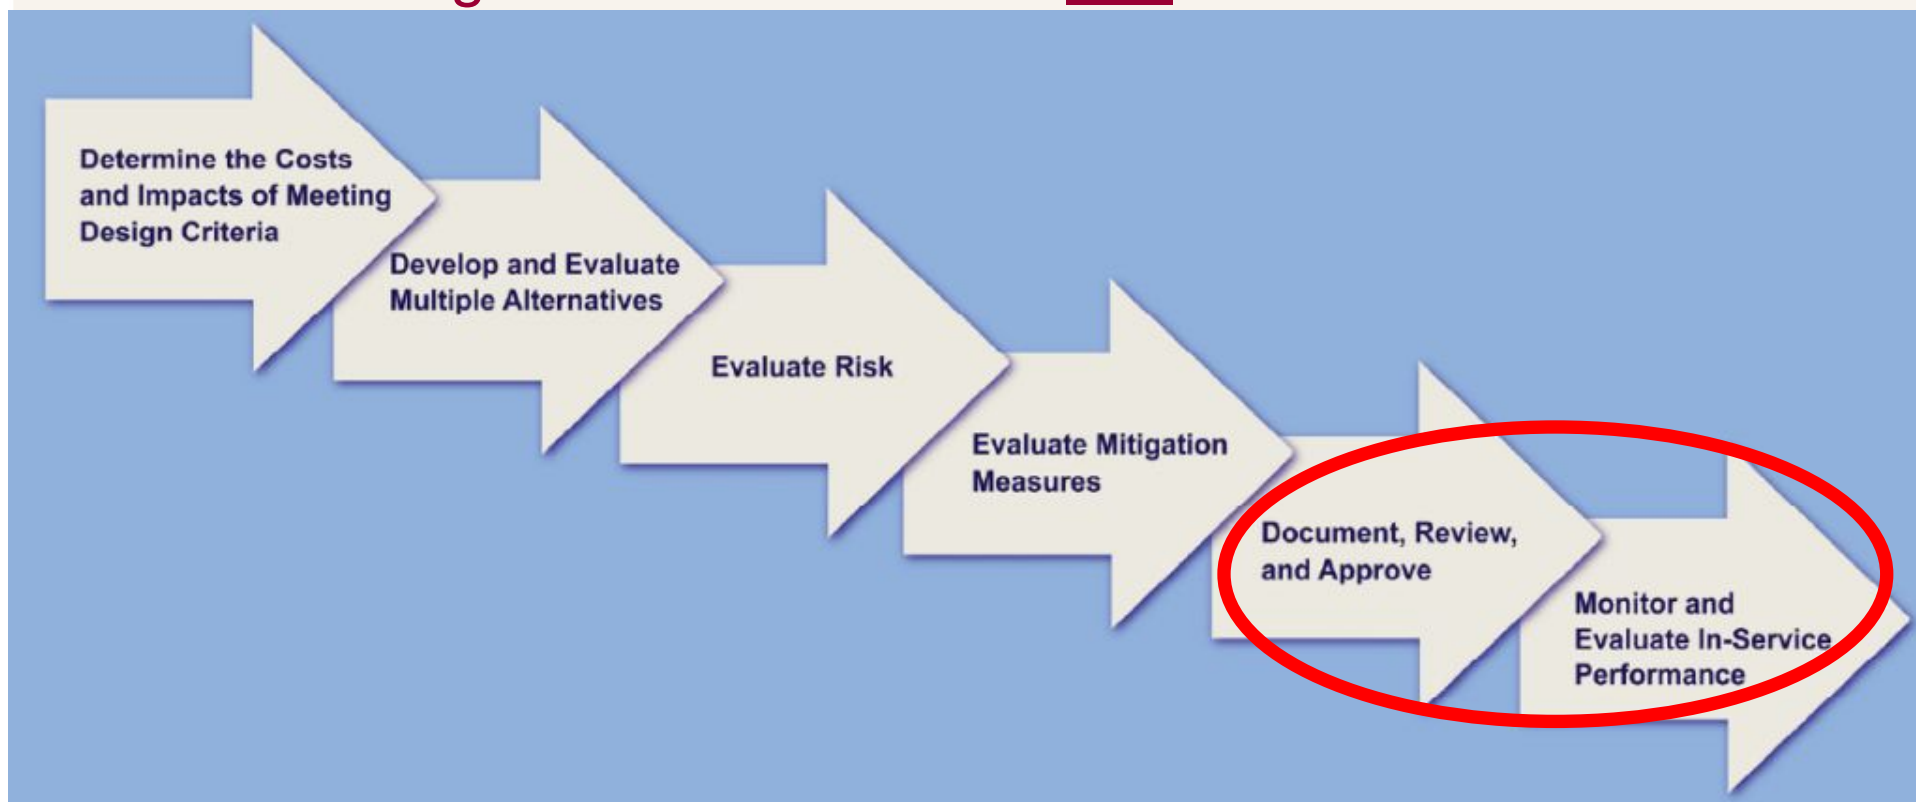 Determine the Costs
and Impacts of Meeting
Design Criteria
Develop and Evaluate
Multiple Alternatives
Evaluate Risk
Evaluate Mitigation
Measures
Document, Review,
and Approve
Monitor and
Evaluate In-Service
Performance